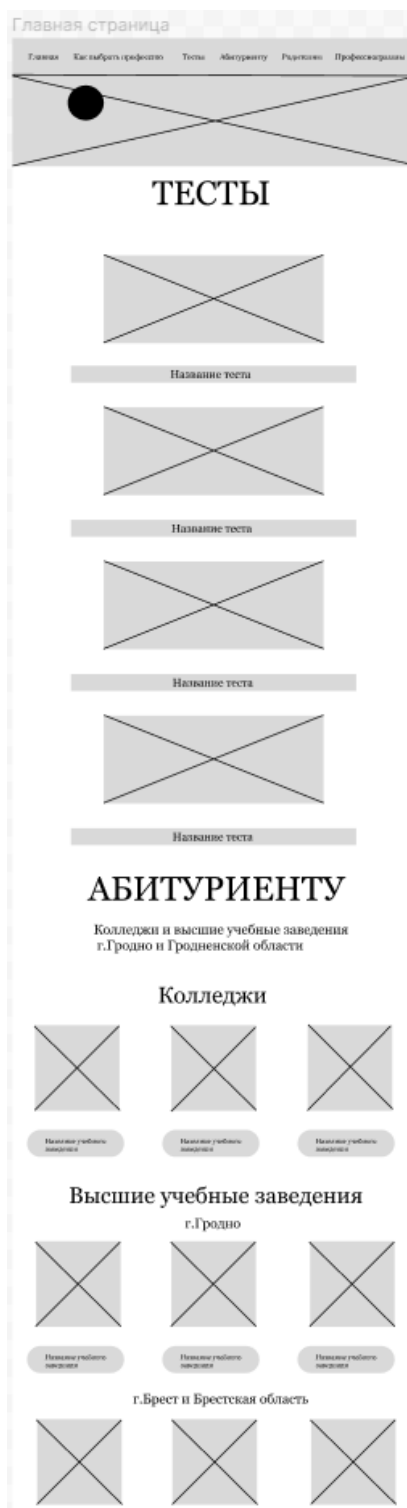 Главная страница
Главная Как выбрать професию Тесты Абитуриенту Родителям Професиограммы
ТЕСТЫ
Название теста
Название теста
Название теста
Название теста
АБИТУРИЕНТУ
Колледжи и высшие учебные заведения
г.Гродно и Гродненской области
Колледжи
Название учебного
заведения
Название учебного
заведения
Название учебного
заведения
Высшие учебные заведения
г.Гродно
Название учебного
заведения
Название учебного
заведения
Название учебного
заведения
г.Брест и Брестская область